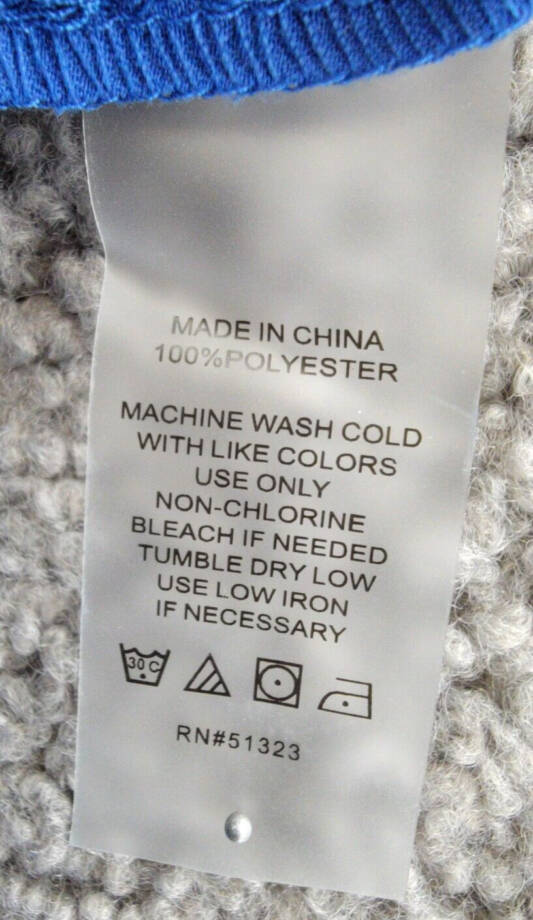 MADE IN CHINA
100%POLYESTER
MACHINE WASH COLD
WITH LIKE COLORS
USE ONLY
NON-CHLORINE
BLEACH IF NEEDED
TUMBLE DRY LOW
USE LOW IRON
IF NECESSARY
30 C
RN#51323